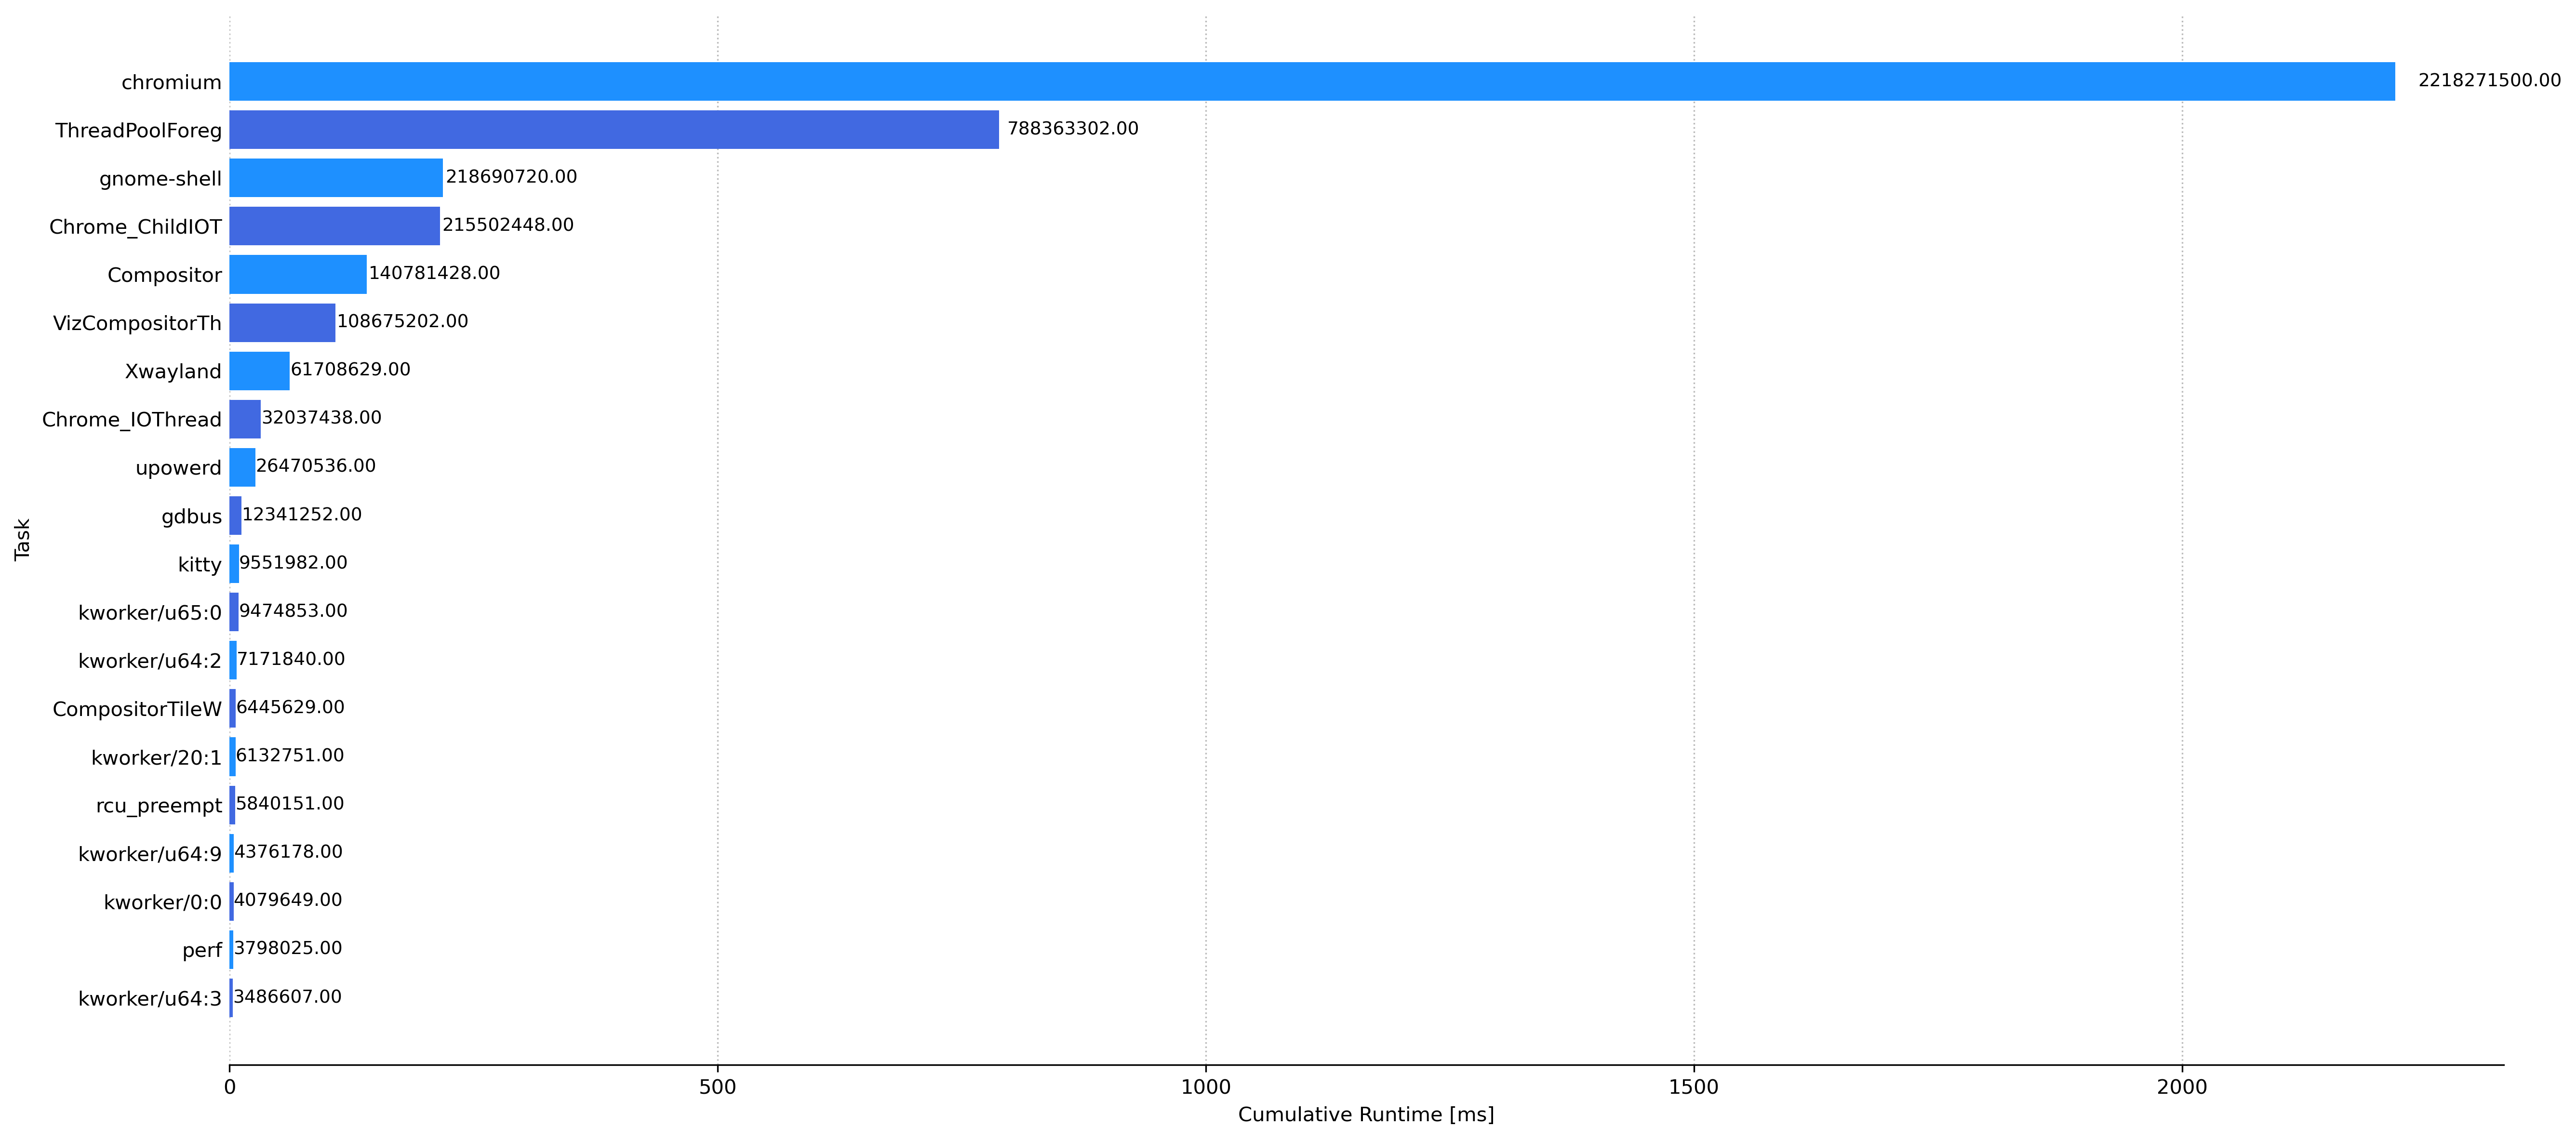 chromium 2218271500.00
ThreadPoolForeg 788363302.00
gnome-shell 218690720.00
Chrome_ChildIOT 215502448.00
Compositor 140781428.00
VizCompositorTh 108675202.00
Xwayland 61708629.00
Chrome_IOThread 32037438.00
upowerd 26470536.00
gdbus 12341252.00
Task
kitty 9551982.00
kworker/u65:0 9474853.00
kworker/u64:2 7171840.00
CompositorTileW 6445629.00
kworker/20:1 6132751.00
rcu_preempt 5840151.00
kworker/u64:9 4376178.00
kworker/0:0 4079649.00
perf 3798025.00
kworker/u64:3 3486607.00
0 500 1000 1500 2000
Cumulative Runtime [ms]